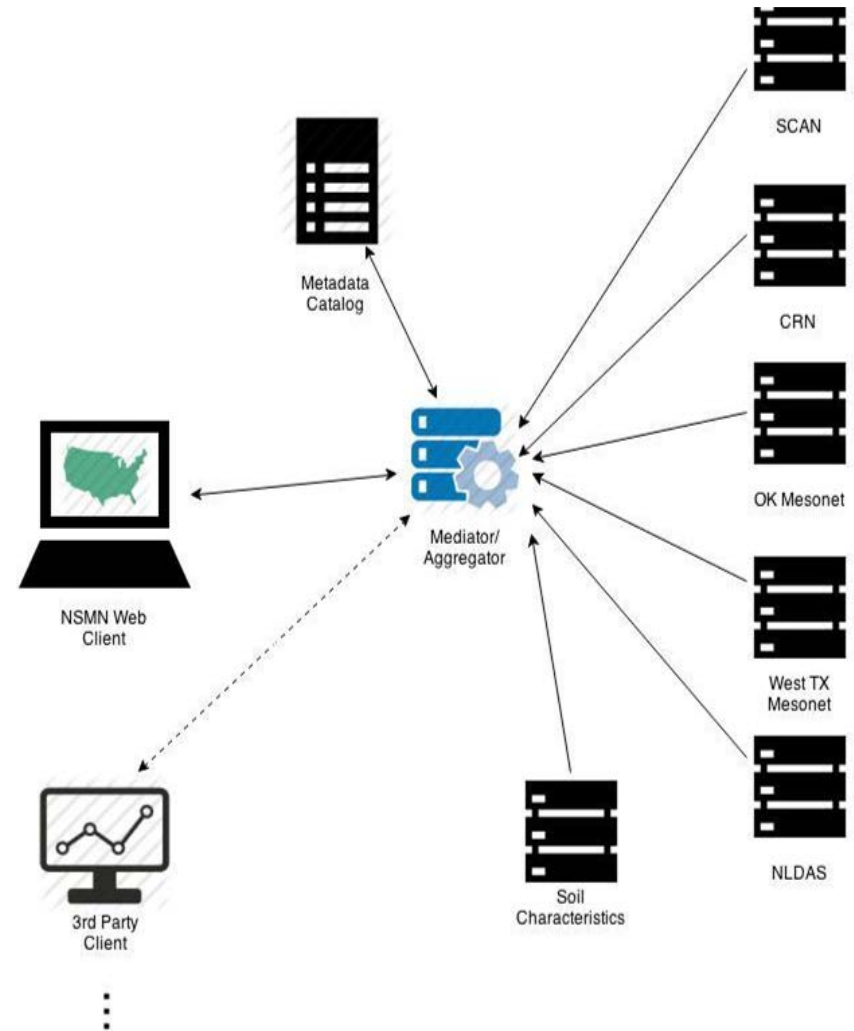 SCAN
Metadata
Catalog
CRN
Mediator/
Aggregator
OK Mesonet
NSMN Web
Client
West TX
Mesonet
NLDAS
Soil
Characteristics
3rd Party
Client